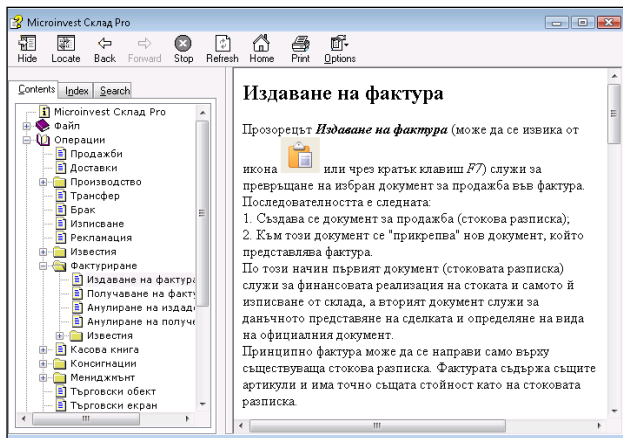 Microinvest Склад Pro
Hide Locate Back Forward Stop Refresh Home Print Options
Contents Index Search
Microinvest Склад Pro
Файл
Операции
Продажби
Доставки
Производство
Трансфер
Брак
Изписване
Рекламация
Известия
Фактуриране
Издаване на фактура
Получаване на факту
Анулиране на издад
Анулиране на получе
Известия
Касова книга
Консигнации
Мениджмънт
Търговски обект
Търговски екран
Издаване на фактура
Прозорецът Издаване на фактура (може да се извика от
икона или чрез кратък клавиш F7) служи за
превръщане на избран документ за продажба във фактура.
Последователността е следната:
1. Създава се документ за продажба (стокова разписка);
2. Към този документ се "прикрепва" нов документ, който
представлява фактура.
По този начин първият документ (стоковата разписка)
служи за финансовата реализация на стоката и самото ѝ
изписване от склада, а вторият документ служи за
данъчното представяне на сделката и определяне на вида
на официалния документ.
Принципно фактура може да се направи само върху
съществуваща стокова разписка. Фактурата съдържа същите
артикули и има точно същата стойност като на стоковата
разписка.